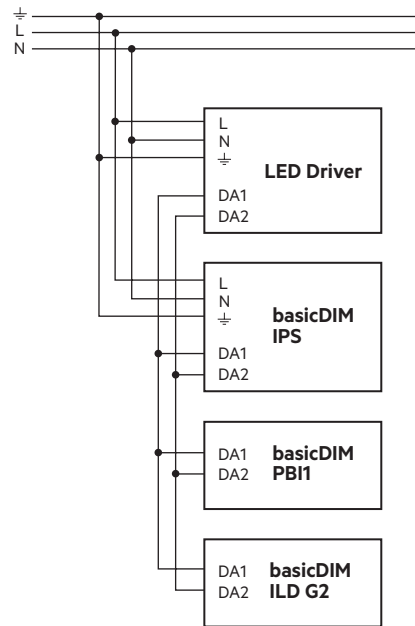 ⏚
L
N
L
N
⏚
LED Driver
DA1
DA2
L
N
⏚
basicDIM
IPS
DA1
DA2
DA1
DA2
basicDIM
PBI1
DA1
DA2
basicDIM
ILD G2